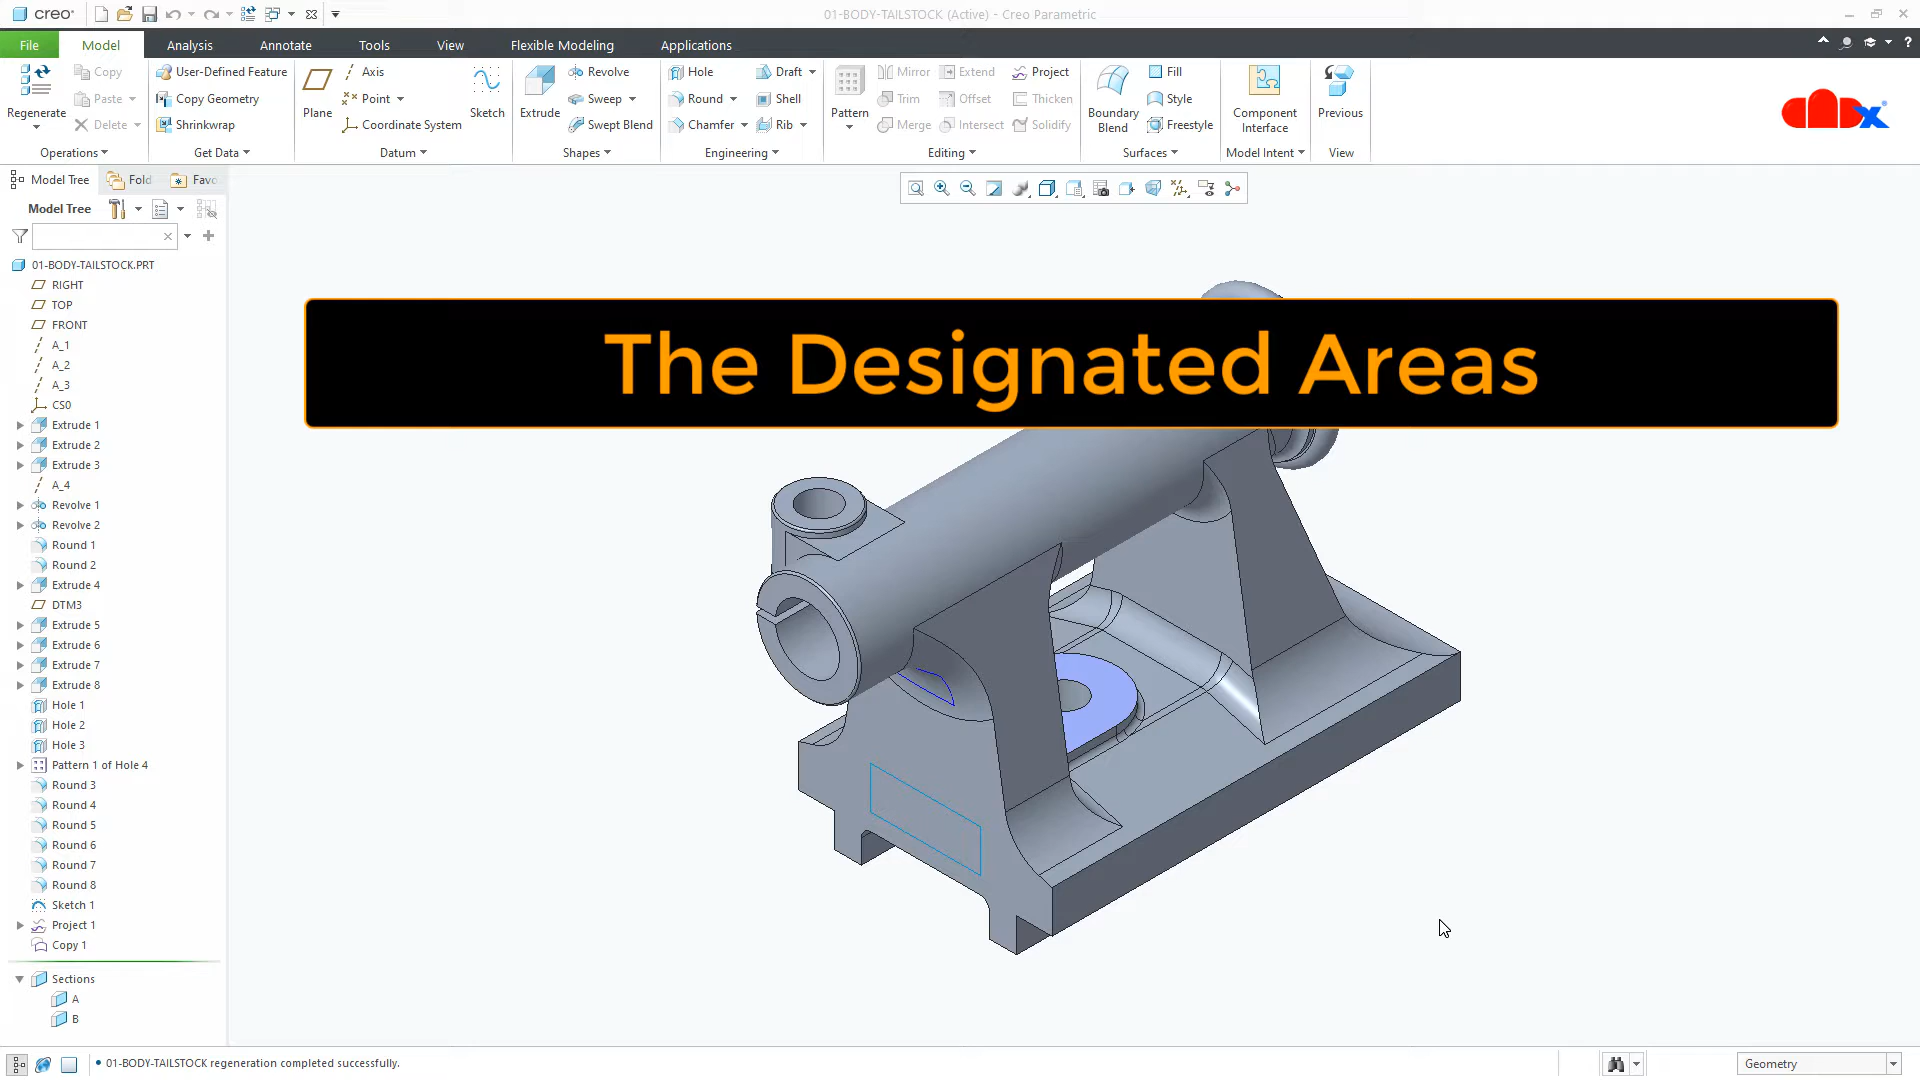 creo
01-BODY-TAILSTOCK (Active) - Creo Parametric
File Model Analysis Annotate Tools View Flexible Modeling Applications
Regenerate
Copy
Paste
Delete
Operations
User-Defined Feature
Copy Geometry
Shrinkwrap
Get Data
Plane
Axis
Point
Coordinate System
Sketch
Datum
Extrude
Revolve
Sweep
Swept Blend
Shapes
Hole
Round
Chamfer
Draft
Shell
Rib
Engineering
Pattern
Mirror
Trim
Merge
Extend
Offset
Intersect
Project
Thicken
Solidify
Editing
Boundary
Blend
Fill
Style
Freestyle
Surfaces
Component
Interface
Model Intent
Previous
View
Model Tree Fold Favo
Model Tree
01-BODY-TAILSTOCK.PRT
RIGHT
TOP
FRONT
A_1
A_2
A_3
CS0
Extrude 1
Extrude 2
Extrude 3
A_4
Revolve 1
Revolve 2
Round 1
Round 2
Extrude 4
DTM3
Extrude 5
Extrude 6
Extrude 7
Extrude 8
Hole 1
Hole 2
Hole 3
Pattern 1 of Hole 4
Round 3
Round 4
Round 5
Round 6
Round 7
Round 8
Sketch 1
Project 1
Copy 1
Sections
A
B
The Designated Areas
01-BODY-TAILSTOCK regeneration completed successfully.
Geometry